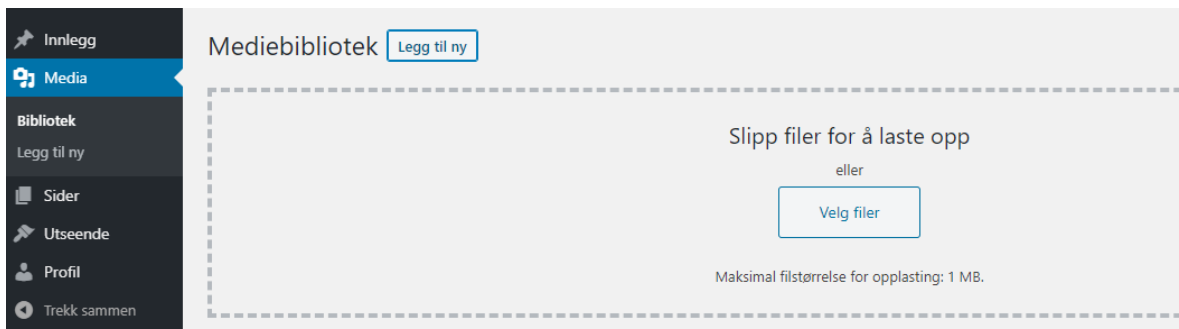 Innlegg
Media
Bibliotek
Legg til ny
Sider
Utseende
Profil
Trekk sammen
Mediebibliotek Legg til ny
Slipp filer for å laste opp
eller
Velg filer
Maksimal filstørrelse for opplasting: 1 MB.